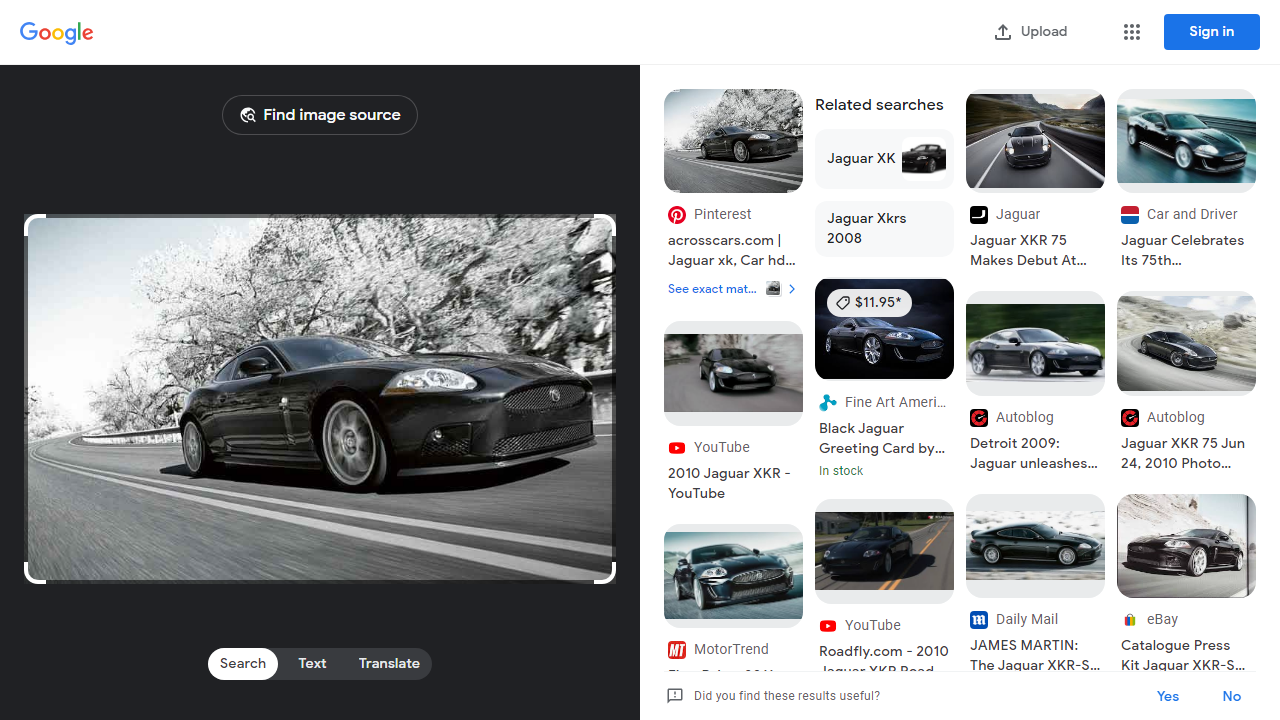 Google
Upload
Sign in
Find image source
Search
Text
Translate
Pinterest
acrosscars.com |
Jaguar xk, Car hd...
See exact mat...
YouTube
2010 Jaguar XKR -
YouTube
MotorTrend
Related searches
Jaguar XK
Jaguar Xkrs
2008
$11.95*
Fine Art Ameri...
Black Jaguar
Greeting Card by...
In stock
YouTube
Roadfly.com - 2010
Jaguar XKR Road
Jaguar
Jaguar XKR 75
Makes Debut At...
Autoblog
Detroit 2009:
Jaguar unleashes...
Daily Mail
JAMES MARTIN:
The Jaguar XKR-S...
Car and Driver
Jaguar Celebrates
Its 75th...
Autoblog
Jaguar XKR 75 Jun
24, 2010 Photo...
eBay
Catalogue Press
Kit Jaguar XKR-S...
Did you find these results useful?
Yes
No